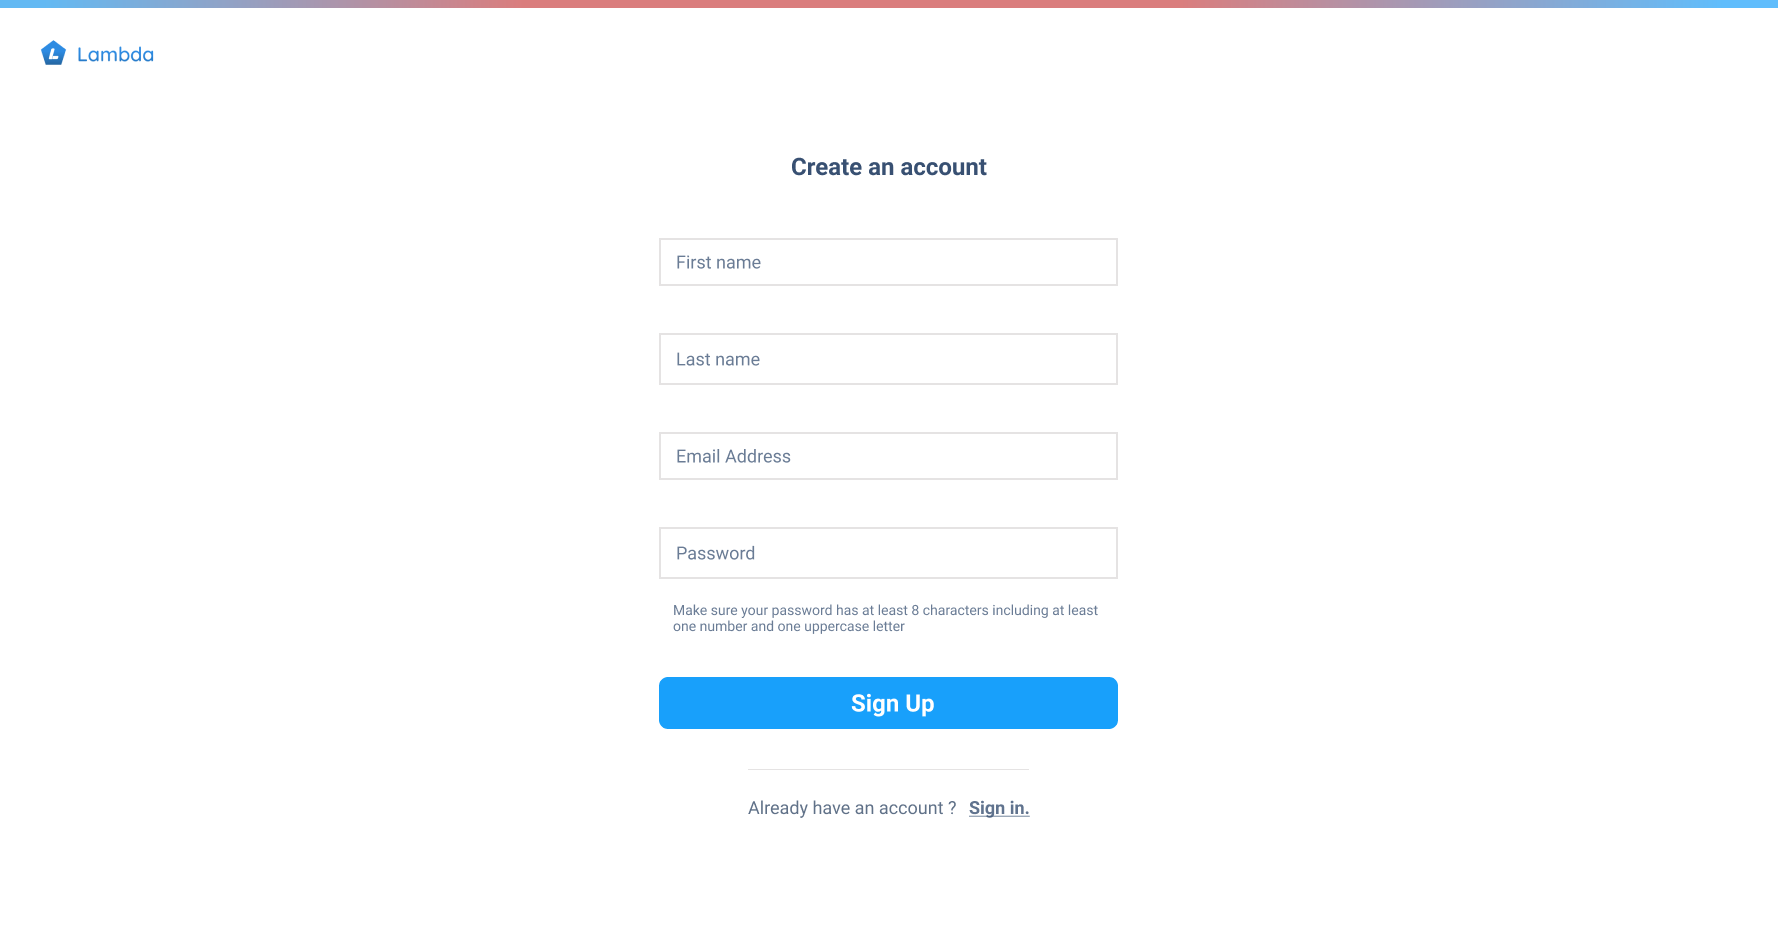 Lambda
Create an account
First name
Last name
Email Address
Password
Make sure your password has at least 8 characters including at least
one number and one uppercase letter
Sign Up
Already have an account ? Sign in.